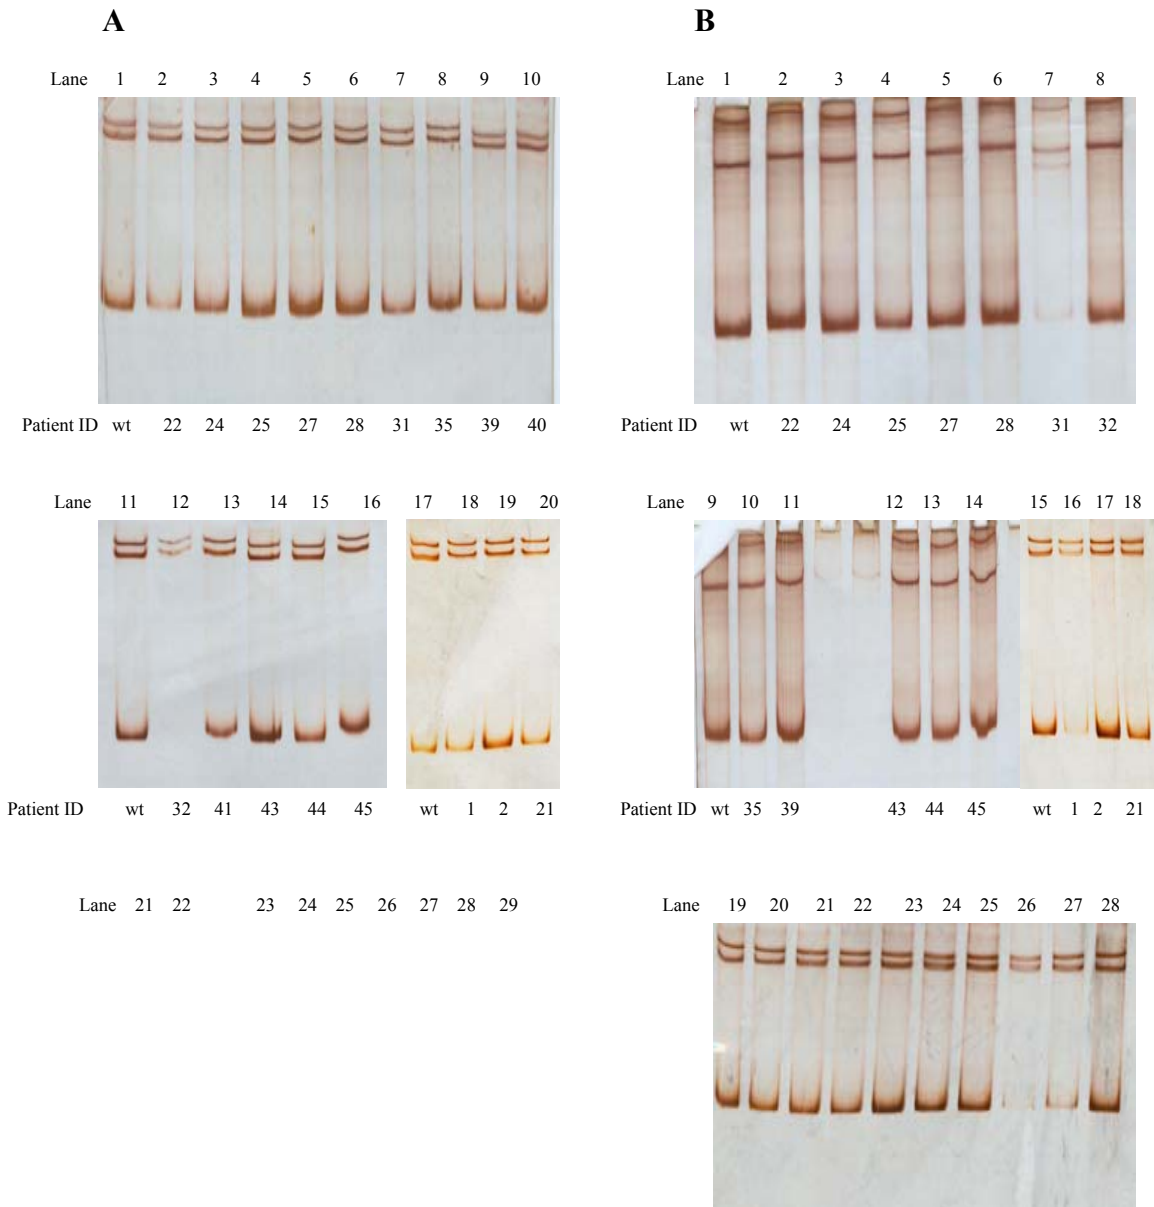 A
Lane 1 2 3 4 5 6 7 8 9 10
Patient ID wt 22 24 25 27 28 31 35 39 40
Lane 11 12 13 14 15 16 17 18 19 20
Patient ID wt 32 41 43 44 45 wt 1 2 21
Lane 21 22 23 24 25 26 27 28 29
B
Lane 1 2 3 4 5 6 7 8
Patient ID wt 22 24 25 27 28 31 32
9 10 11 12 13 14 15 16 17 18
Patient ID wt 35 39 43 44 45 wt 1 2 21
Lane 19 20 21 22 23 24 25 26 27 28